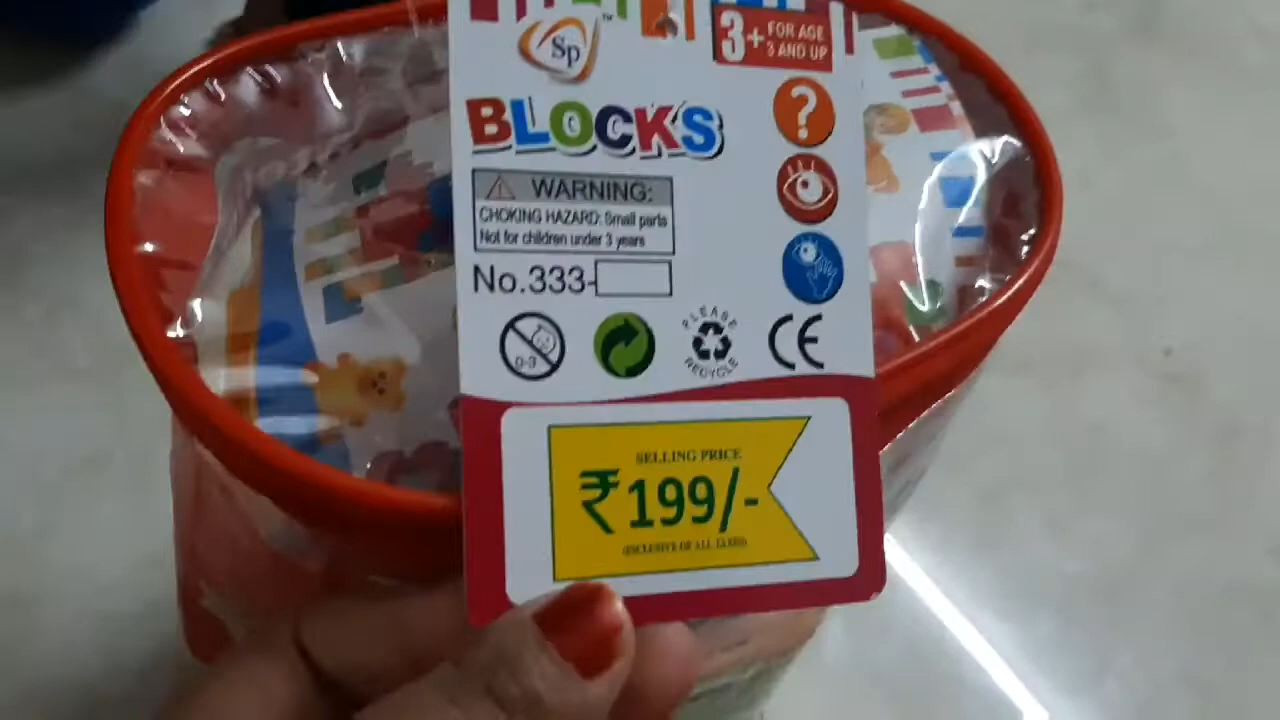 Sp
TM
3+ FOR AGE
3 AND UP
BLOCKS
WARNING:
CHOKING HAZARD: Small parts
Not for children under 3 years
No.333-
0-3
PLEASE
RECYCLE
CE
SELLING PRICE
₹199/-